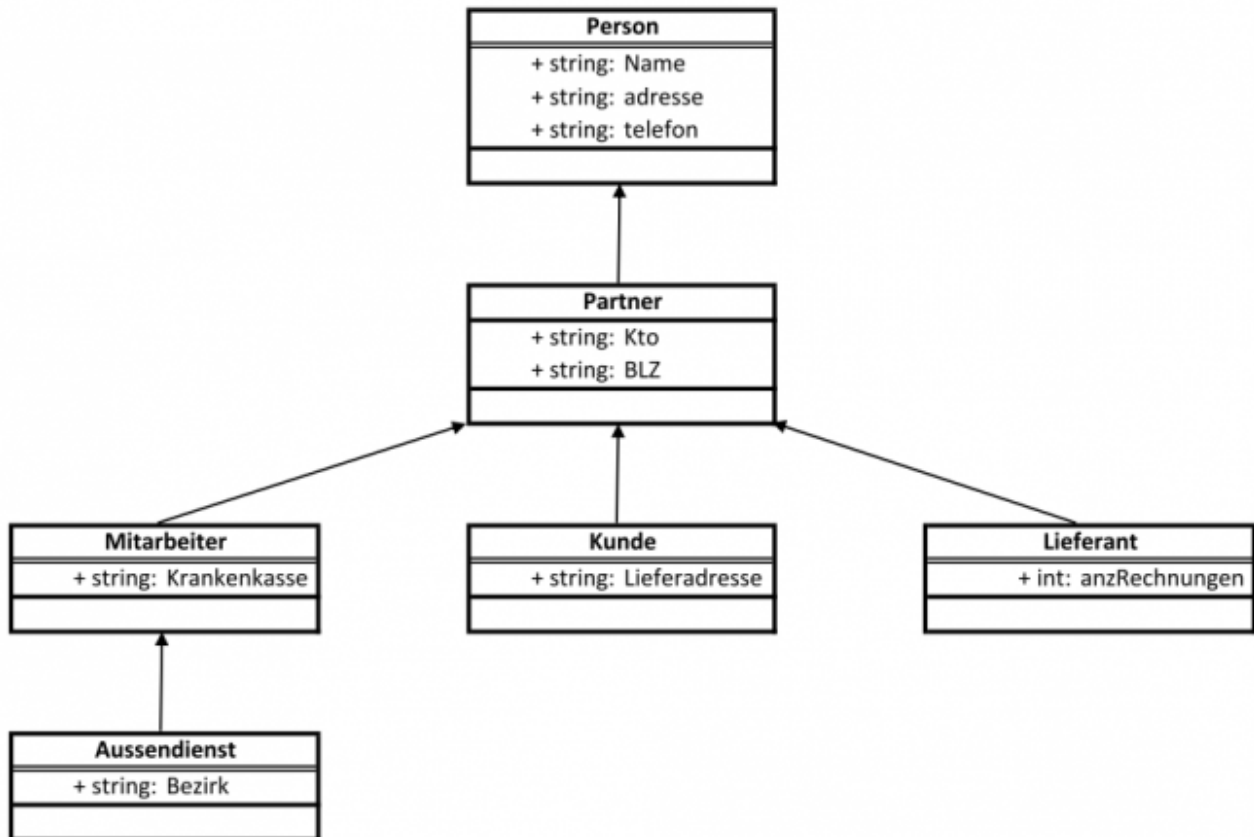 Person
+ string: Name
+ string: adresse
+ string: telefon
Partner
+ string: Kto
+ string: BLZ
Mitarbeiter
+ string: Krankenkasse
Kunde
+ string: Lieferadresse
Lieferant
+ int: anzRechnungen
Aussendienst
+ string: Bezirk